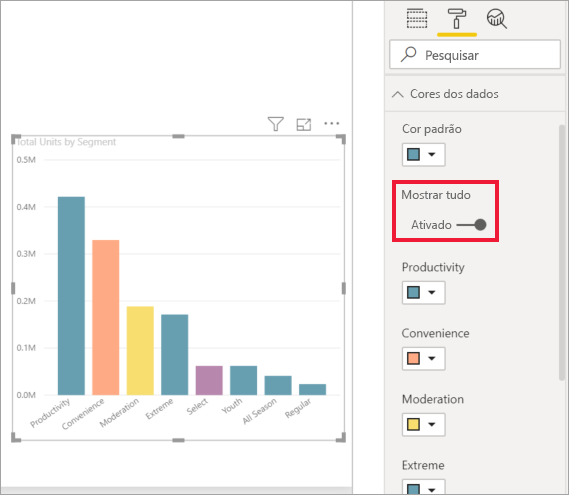 Total Units by Segment
0.5M
0.4M
0.3M
0.2M
0.1M
0.0M
Productivity
Convenience
Moderation
Extreme
Select
Youth
All Season
Regular
Pesquisar
Cores dos dados
Cor padrão
Mostrar tudo
Ativado
Productivity
Convenience
Moderation
Extreme